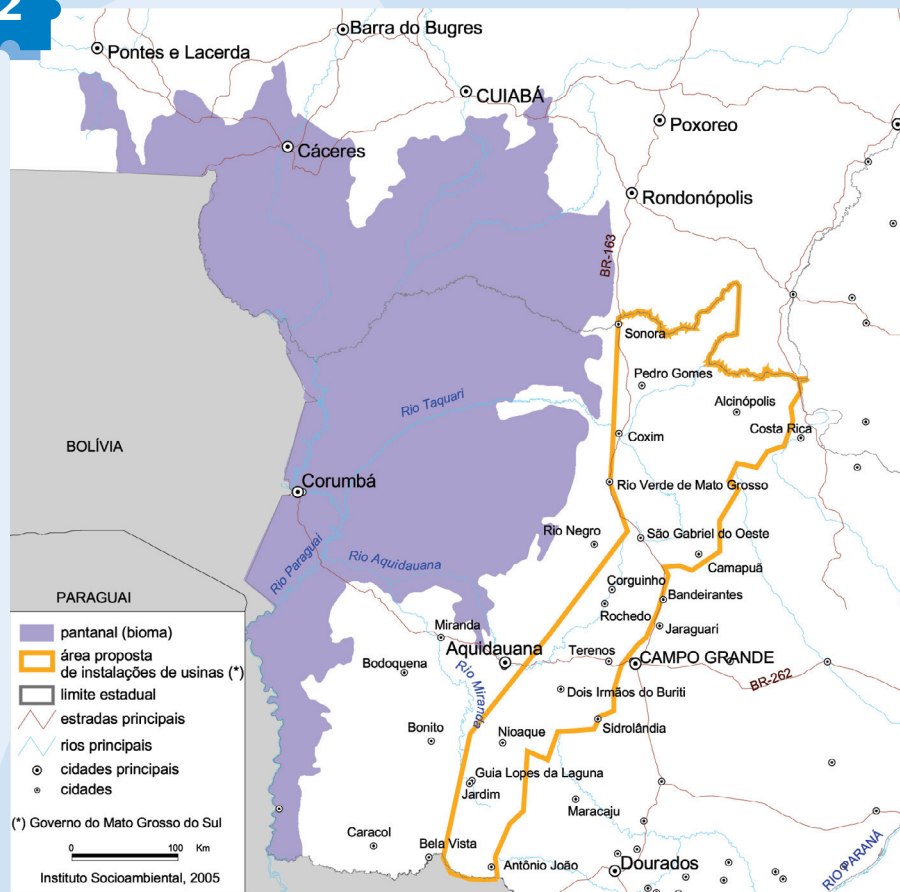 2
Pontes e Lacerda
Barra do Bugres
CUIABÁ
Poxoreo
Cáceres
Rondonópolis
BR-163
Sonora
Pedro Gomes
Rio Taquari
Alcinópolis
Costa Rica
Coxim
BOLÍVIA
Corumbá
Rio Verde de Mato Grosso
Rio Negro
São Gabriel do Oeste
Rio Paraguai
Rio Aquidauana
Camapuã
Corguinho
Bandeirantes
PARAGUAI
Rochedo
Miranda
Jaraguari
Aquidauana
Terenos
CAMPO GRANDE
Bodoquena
BR-262
Rio Miranda
Dois Irmãos do Buriti
Bonito
Nioaque
Sidrolândia
Guia Lopes da Laguna
Jardim
Maracaju
Caracol
Bela Vista
Antônio João
Dourados
RIO PARANÁ
pantanal (bioma)
área proposta
de instalações de usinas (*)
limite estadual
estradas principais
rios principais
cidades principais
cidades
(*) Governo do Mato Grosso do Sul
0 100 Km
Instituto Socioambiental, 2005